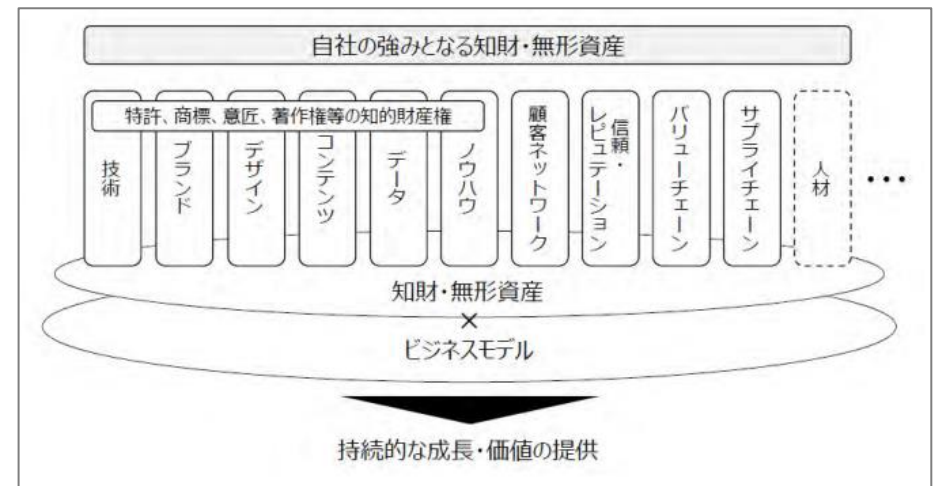 自社の強みとなる知財・無形資産
特許、商標、意匠、著作権等の知的財産権
技術
ブランド
デザイン
コンテンツ
データ
ノウハウ
顧客ネットワーク
信頼・
レピュテーション
バリューチェーン
サプライチェーン
人材
•••
知財・無形資産
×
ビジネスモデル
持続的な成長・価値の提供